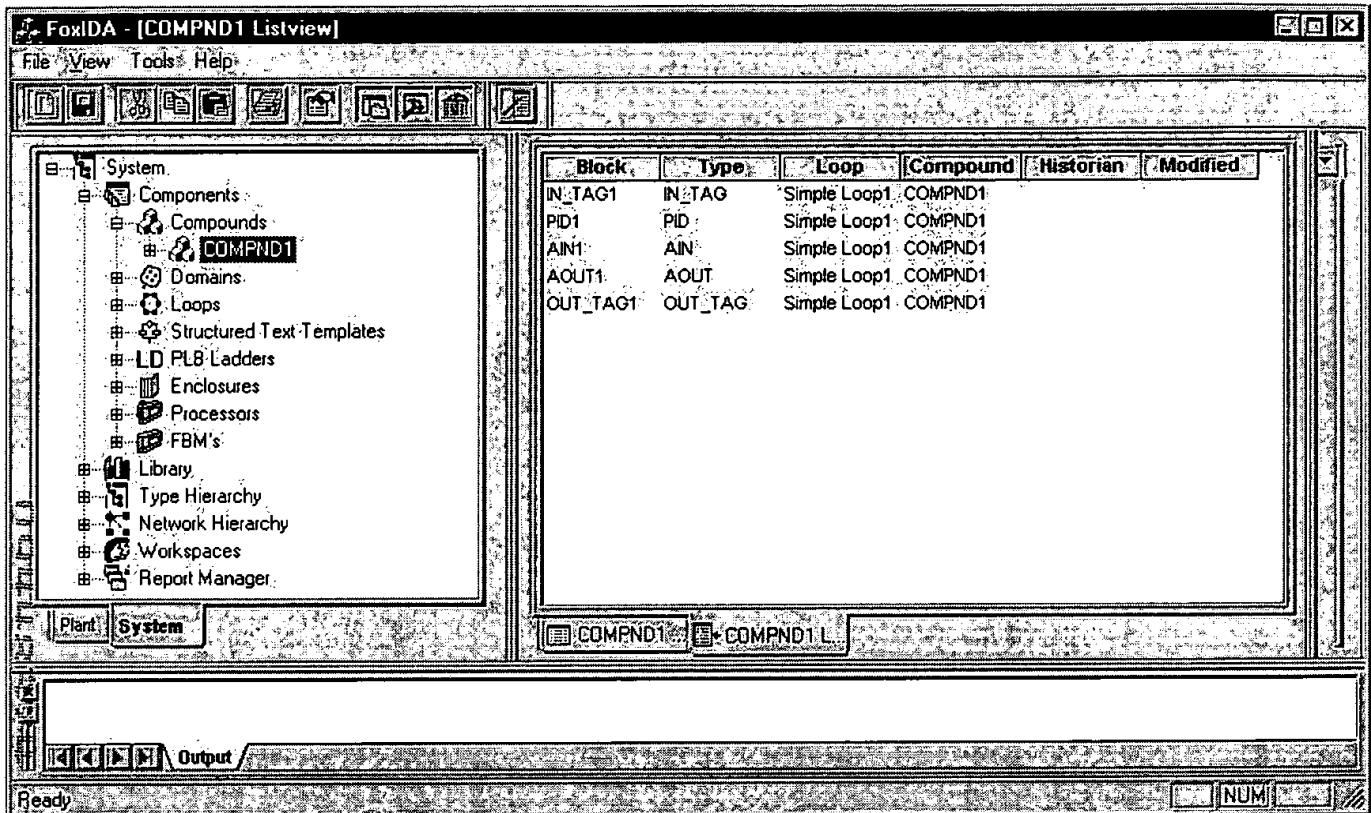 FoxIDA - [COMPND1 Listview]
File View Tools Help
System
Components
Compounds
COMPND1
Domains
Loops
Structured Text Templates
LD PLB Ladders
Enclosures
Processors
FBM's
Library
Type Hierarchy
Network Hierarchy
Workspaces
Report Manager
Plant System
Block Type Loop Compound Historian Modified
IN_TAG1 IN_TAG Simple Loop1 COMPND1
PID1 PID Simple Loop1 COMPND1
AIN1 AIN Simple Loop1 COMPND1
AOUT1 AOUT Simple Loop1 COMPND1
OUT_TAG1 OUT_TAG Simple Loop1 COMPND1
COMPND1 ... COMPND1 L...
Output
Ready NUM